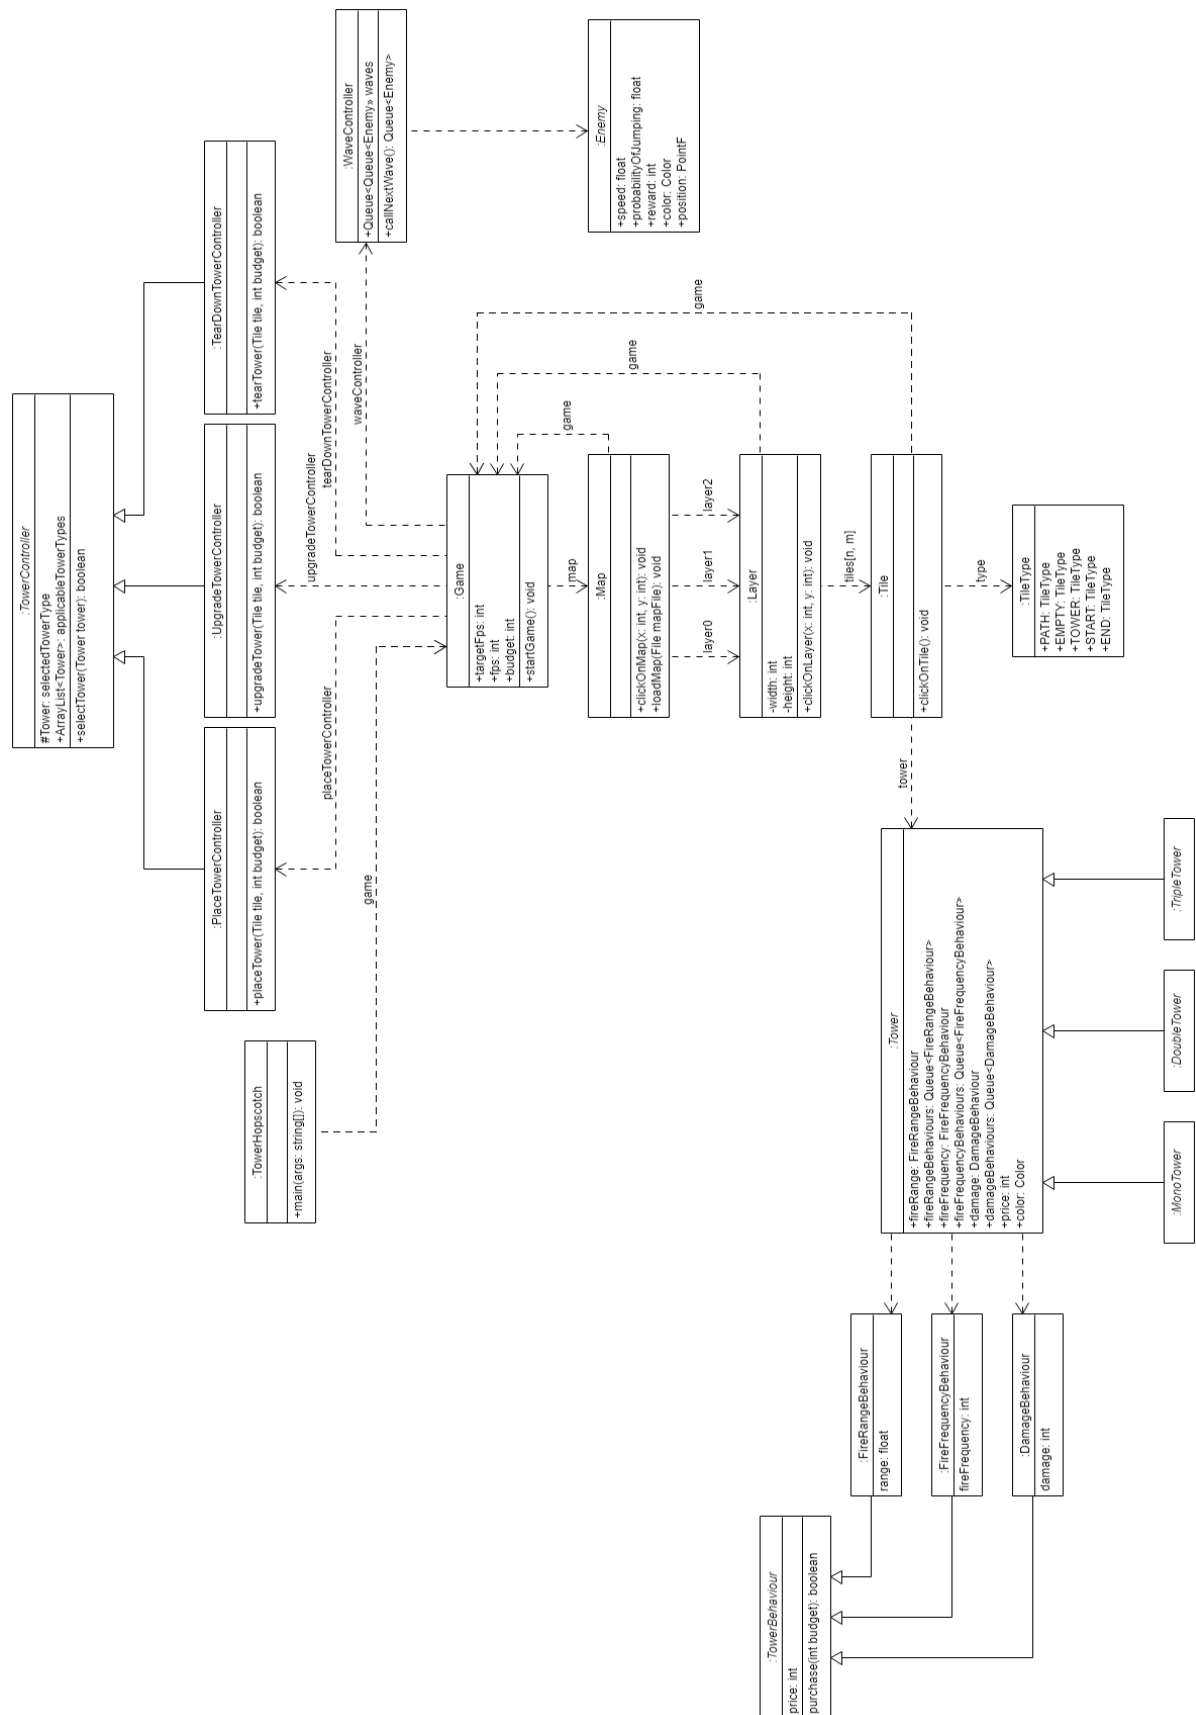 :TowerController
#Tower: selectedTowerType
+ArrayList<Tower>: applicableTowerTypes
+selectTower(Tower tower): boolean
:PlaceTowerController
+placeTower(Tile tile, int budget): boolean
:UpgradeTowerController
+upgradeTower(Tile tile, int budget): boolean
:TearDownTowerController
+tearTower(Tile tile, int budget): boolean
:TowerHopscotch
+main(args: string[]): void
:WaveController
+Queue<Queue<Enemy>> waves
+callNextWave(): Queue<Enemy>
game
placeTowerController
upgradeTowerController
tearDownTowerController
waveController
:Game
+targetFps: int
+fps: int
+budget: int
+startGame(): void
:Enemy
+speed: float
+probabilityOfJumping: float
+reward: int
+color: Color
+position: PointF
map
game
game
game
:Map
+clickOnMap(x: int, y: int): void
+loadMap(File mapFile): void
layer0
layer1
layer2
:Layer
-width: int
-height: int
+clickOnLayer(x: int, y: int): void
tiles[n, m]
:Tile
+clickOnTile(): void
tower
type
:TileType
+PATH: TileType
+EMPTY: TileType
+TOWER: TileType
+START: TileType
+END: TileType
:TowerBehaviour
price: int
purchase(int budget): boolean
:FireRangeBehaviour
range: float
:FireFrequencyBehaviour
fireFrequency: int
:DamageBehaviour
damage: int
:Tower
+fireRange: FireRangeBehaviour
+fireRangeBehaviours: Queue<FireRangeBehaviour>
+fireFrequency: FireFrequencyBehaviour
+fireFrequencyBehaviours: Queue<FireFrequencyBehaviour>
+damage: DamageBehaviour
+damageBehaviours: Queue<DamageBehaviour>
+price: int
+color: Color
:MonoTower
:DoubleTower
:TripleTower